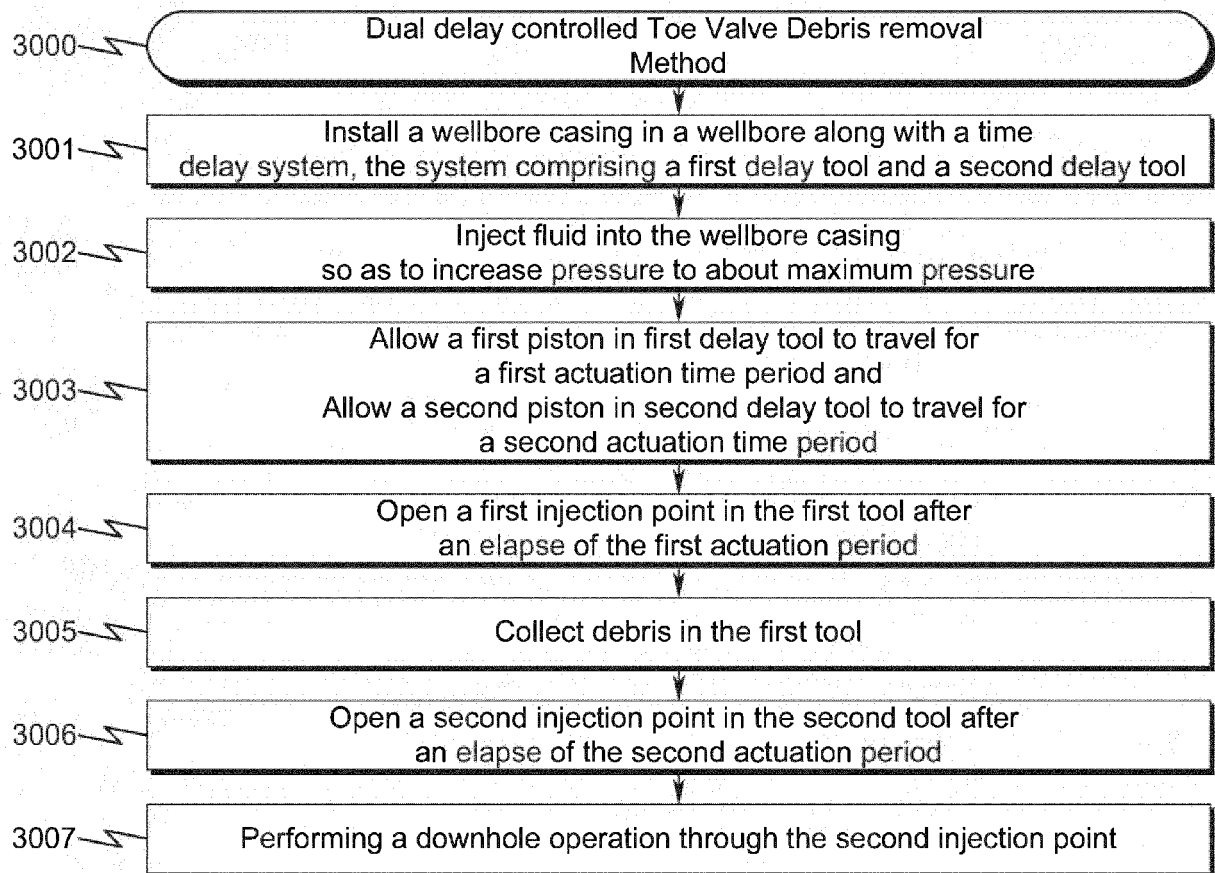 3000
Dual delay controlled Toe Valve Debris removal
Method
3001
Install a wellbore casing in a wellbore along with a time
delay system, the system comprising a first delay tool and a second delay tool
3002
Inject fluid into the wellbore casing
so as to increase pressure to about maximum pressure
3003
Allow a first piston in first delay tool to travel for
a first actuation time period and
Allow a second piston in second delay tool to travel for
a second actuation time period
3004
Open a first injection point in the first tool after
an elapse of the first actuation period
3005
Collect debris in the first tool
3006
Open a second injection point in the second tool after
an elapse of the second actuation period
3007
Performing a downhole operation through the second injection point